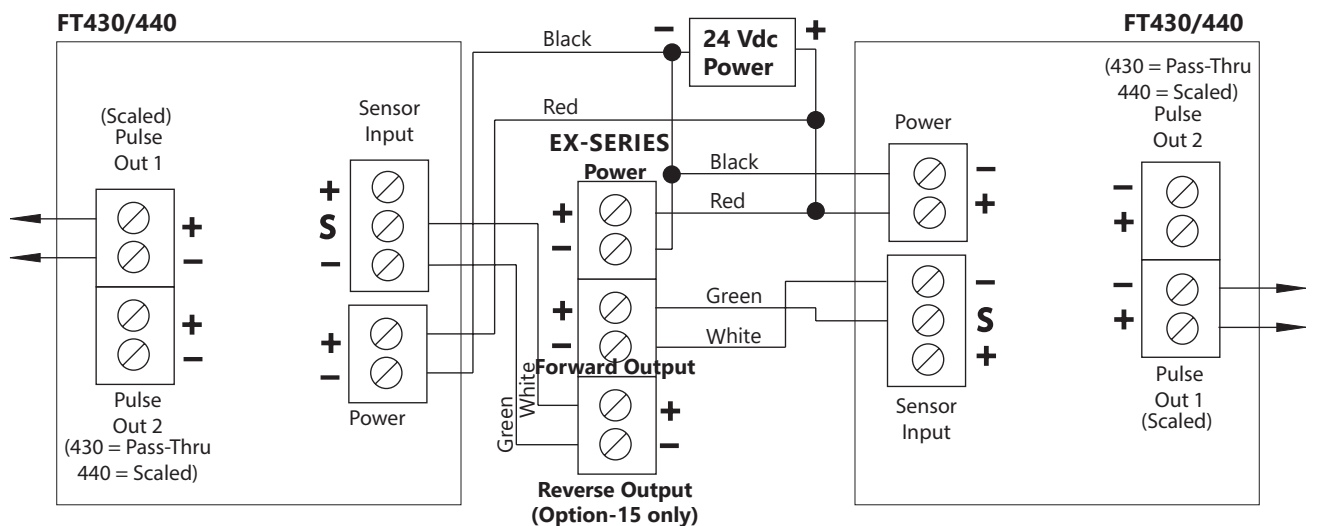 FT430/440
(Scaled)
Pulse
Out 1
+
−
+
−
Pulse
Out 2
(430 = Pass-Thru
440 = Scaled)
Sensor
Input
+
S
−
+
−
Power
Black
Red
−
24 Vdc
Power
+
EX-SERIES
Power
+
−
+
−
Forward Output
+
−
Reverse Output
(Option-15 only)
Green
White
Black
Red
Green
White
FT430/440
(430 = Pass-Thru
440 = Scaled)
Pulse
Out 2
Power
−
+
−
S
+
Sensor
Input
−
+
−
+
Pulse
Out 1
(Scaled)